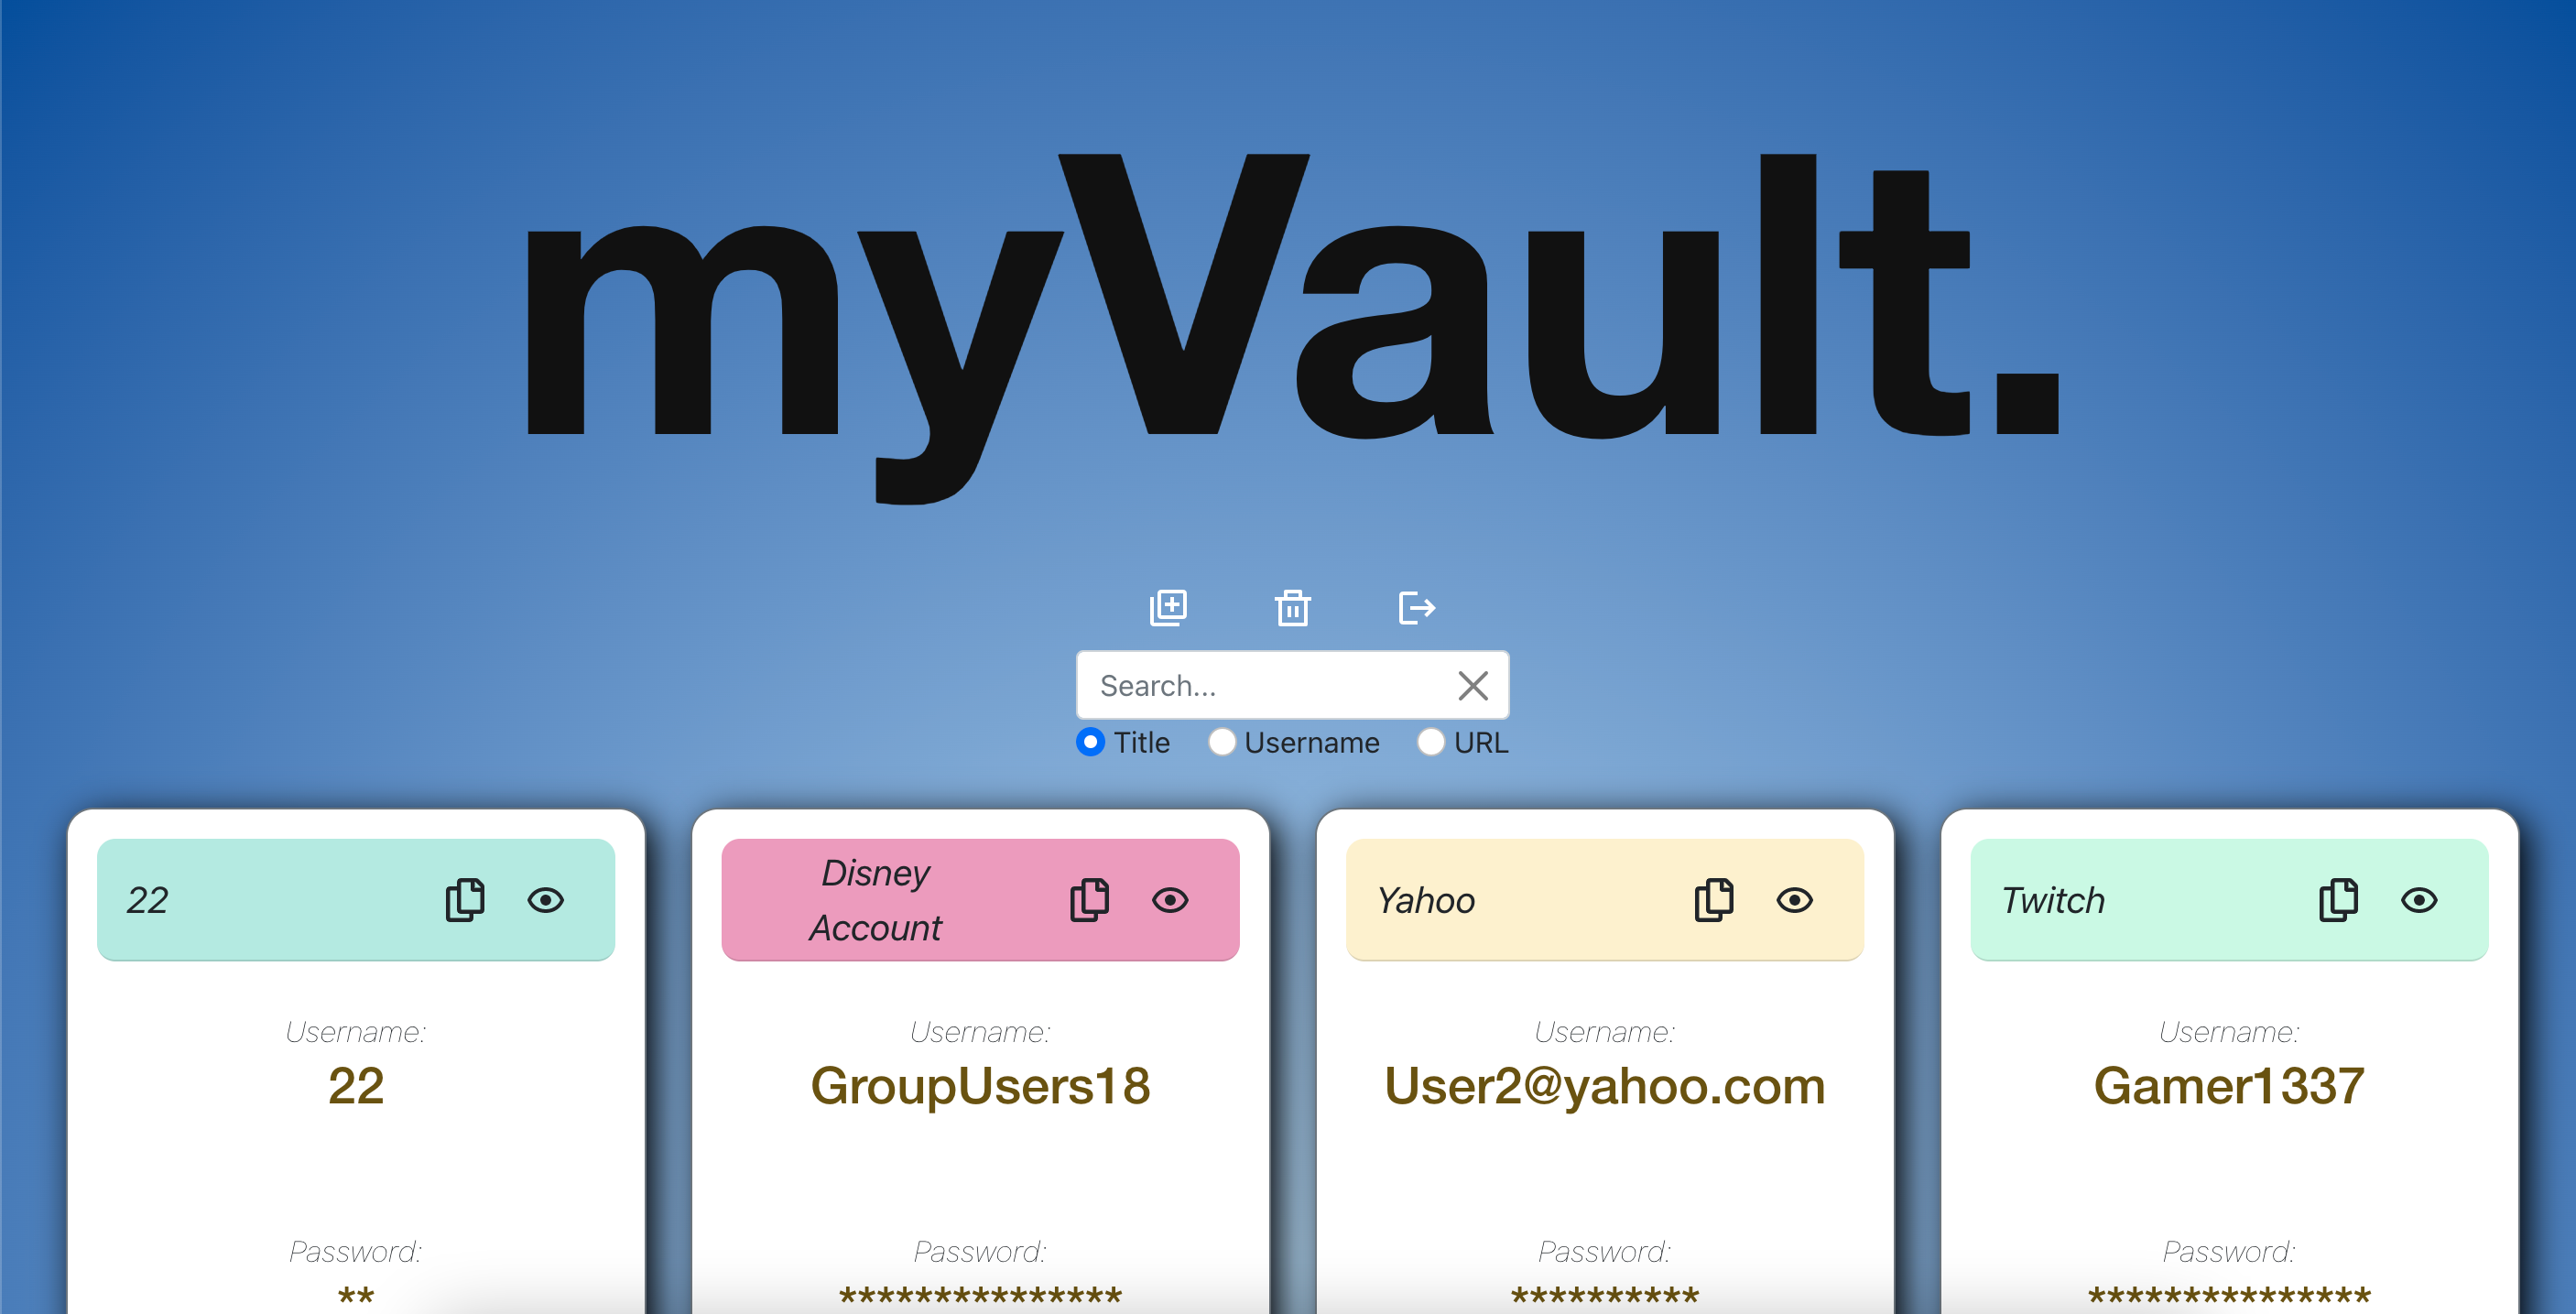 myVault.
Search...
Title Username URL
22
Username:
22
Password:
**
Disney
Account
Username:
GroupUsers18
Password:
***************
Yahoo
Username:
User2@yahoo.com
Password:
**********
Twitch
Username:
Gamer1337
Password:
***************